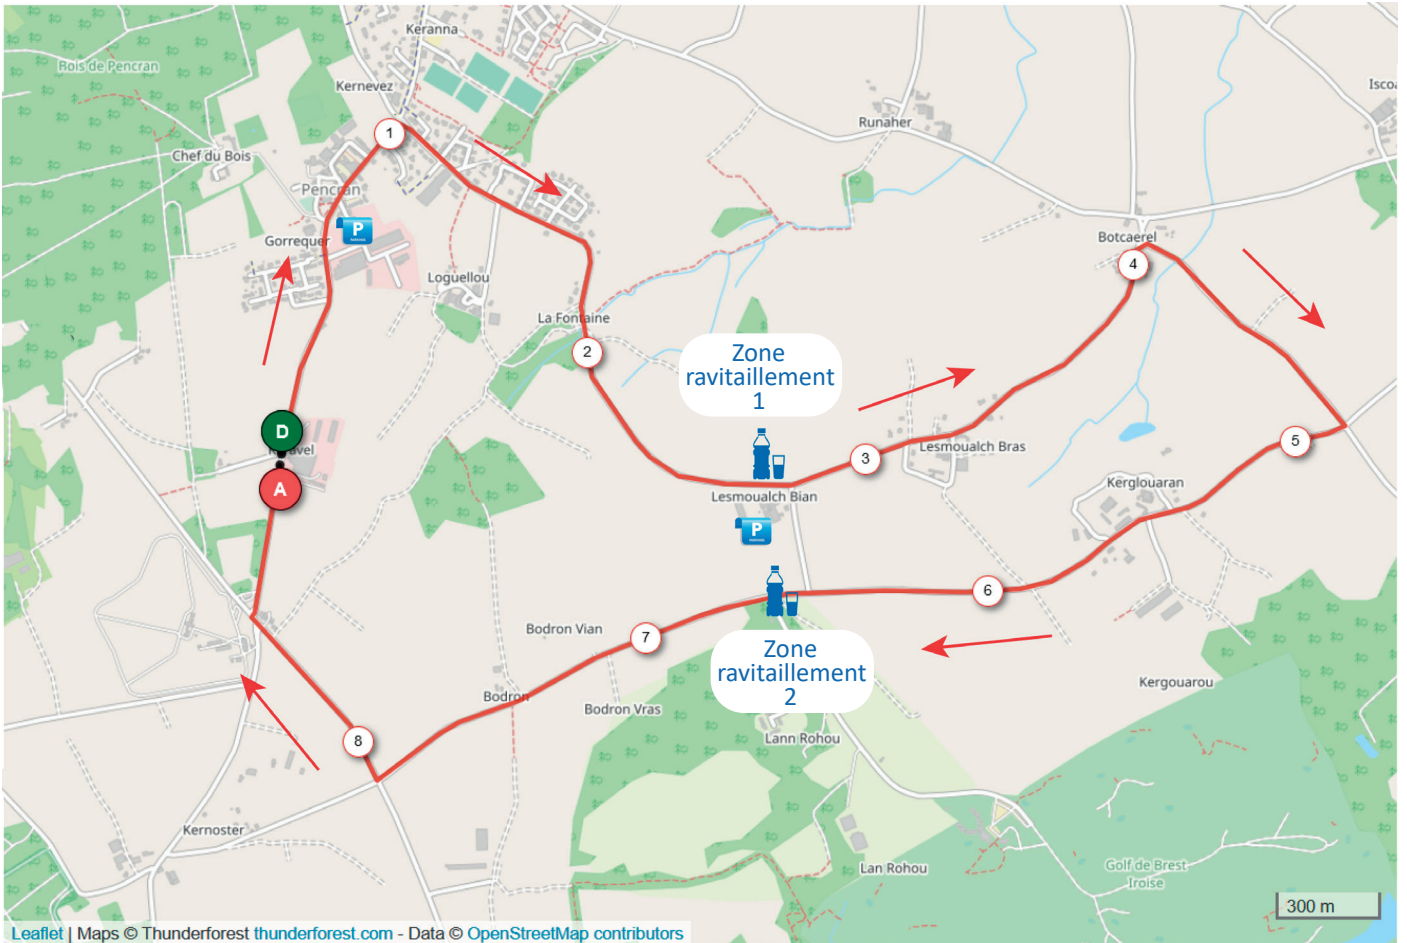 Keranna
Bois de Pencran
Kernevez
Iscoa
Runaher
1
Chef du Bois
Pencran
P
PARKING
Gorrequer
Botcaerel
4
Loguellou
La Fontaine
2
Zone
ravitaillement
1
D
5
3
Lesmoualch Bras
A
Lesmoualch Bian
Kerglouaran
P
PARKING
6
Bodron Vian
7
Zone
ravitaillement
2
Kergouarou
Bodron
Bodron Vras
8
Lann Rohou
Kernoster
Lan Rohou
Golf de Brest
Iroise
300 m
Leaflet | Maps © Thunderforest thunderforest.com - Data © OpenStreetMap contributors